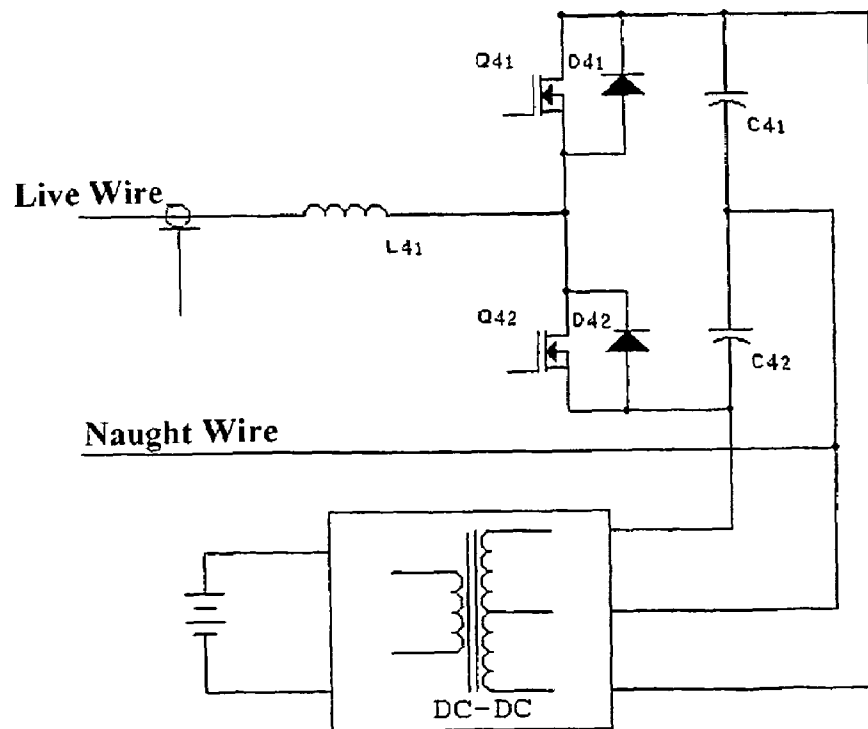 Q41
D41
C41
Live Wire
L41
Q42
D42
C42
Naught Wire
DC-DC